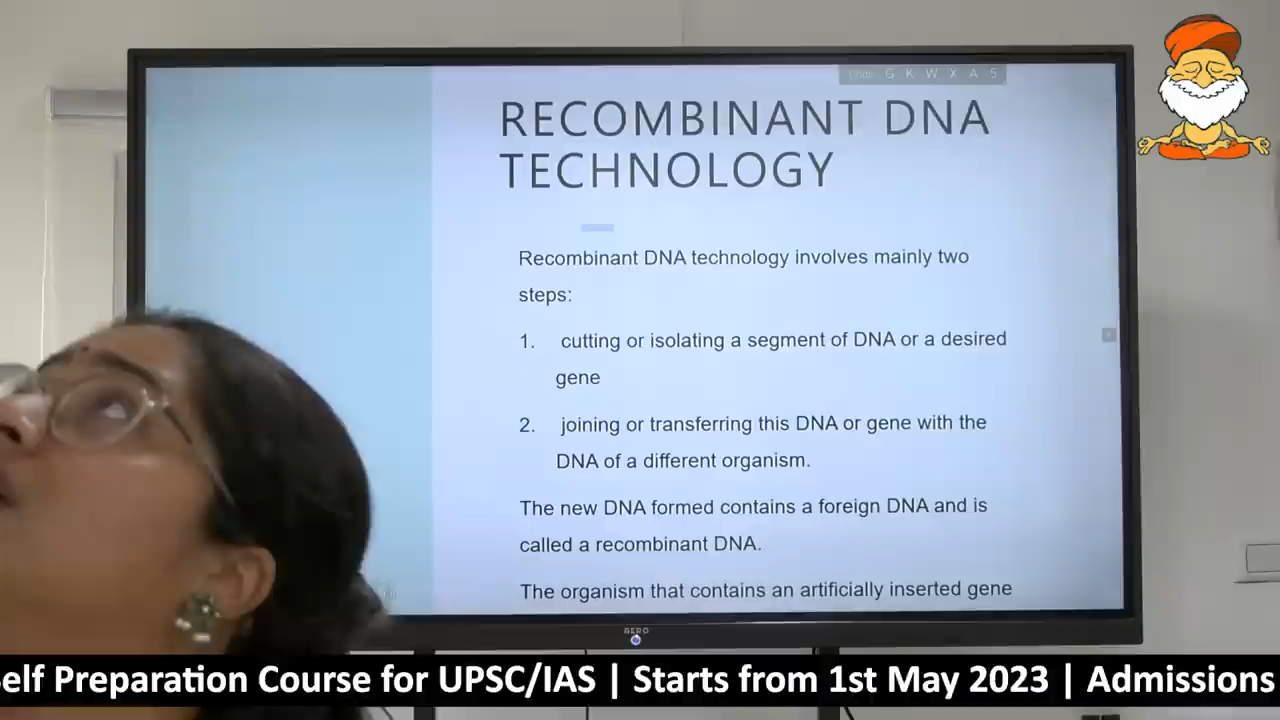 Code: G K W X A 5
RECOMBINANT DNA
TECHNOLOGY
Recombinant DNA technology involves mainly two
steps:
1. cutting or isolating a segment of DNA or a desired
gene
2. joining or transferring this DNA or gene with the
DNA of a different organism.
The new DNA formed contains a foreign DNA and is
called a recombinant DNA.
The organism that contains an artificially inserted gene
Self Preparation Course for UPSC/IAS | Starts from 1st May 2023 | Admissions